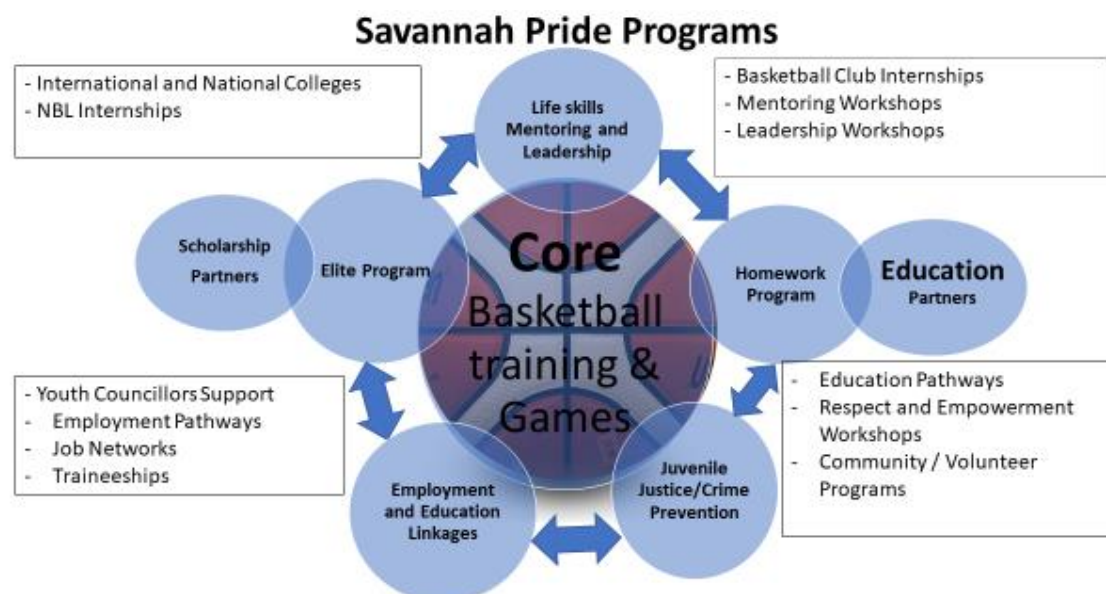 Savannah Pride Programs
- International and National Colleges
- NBL Internships
Life skills
Mentoring and
Leadership
- Basketball Club Internships
- Mentoring Workshops
- Leadership Workshops
Scholarship
Partners
Elite Program
Core
Basketball
training &
Games
Homework
Program
Education
Partners
- Youth Councillors Support
- Employment Pathways
- Job Networks
- Traineeships
Employment
and Education
Linkages
Juvenile
Justice/Crime
Prevention
- Education Pathways
- Respect and Empowerment
Workshops
- Community / Volunteer
Programs